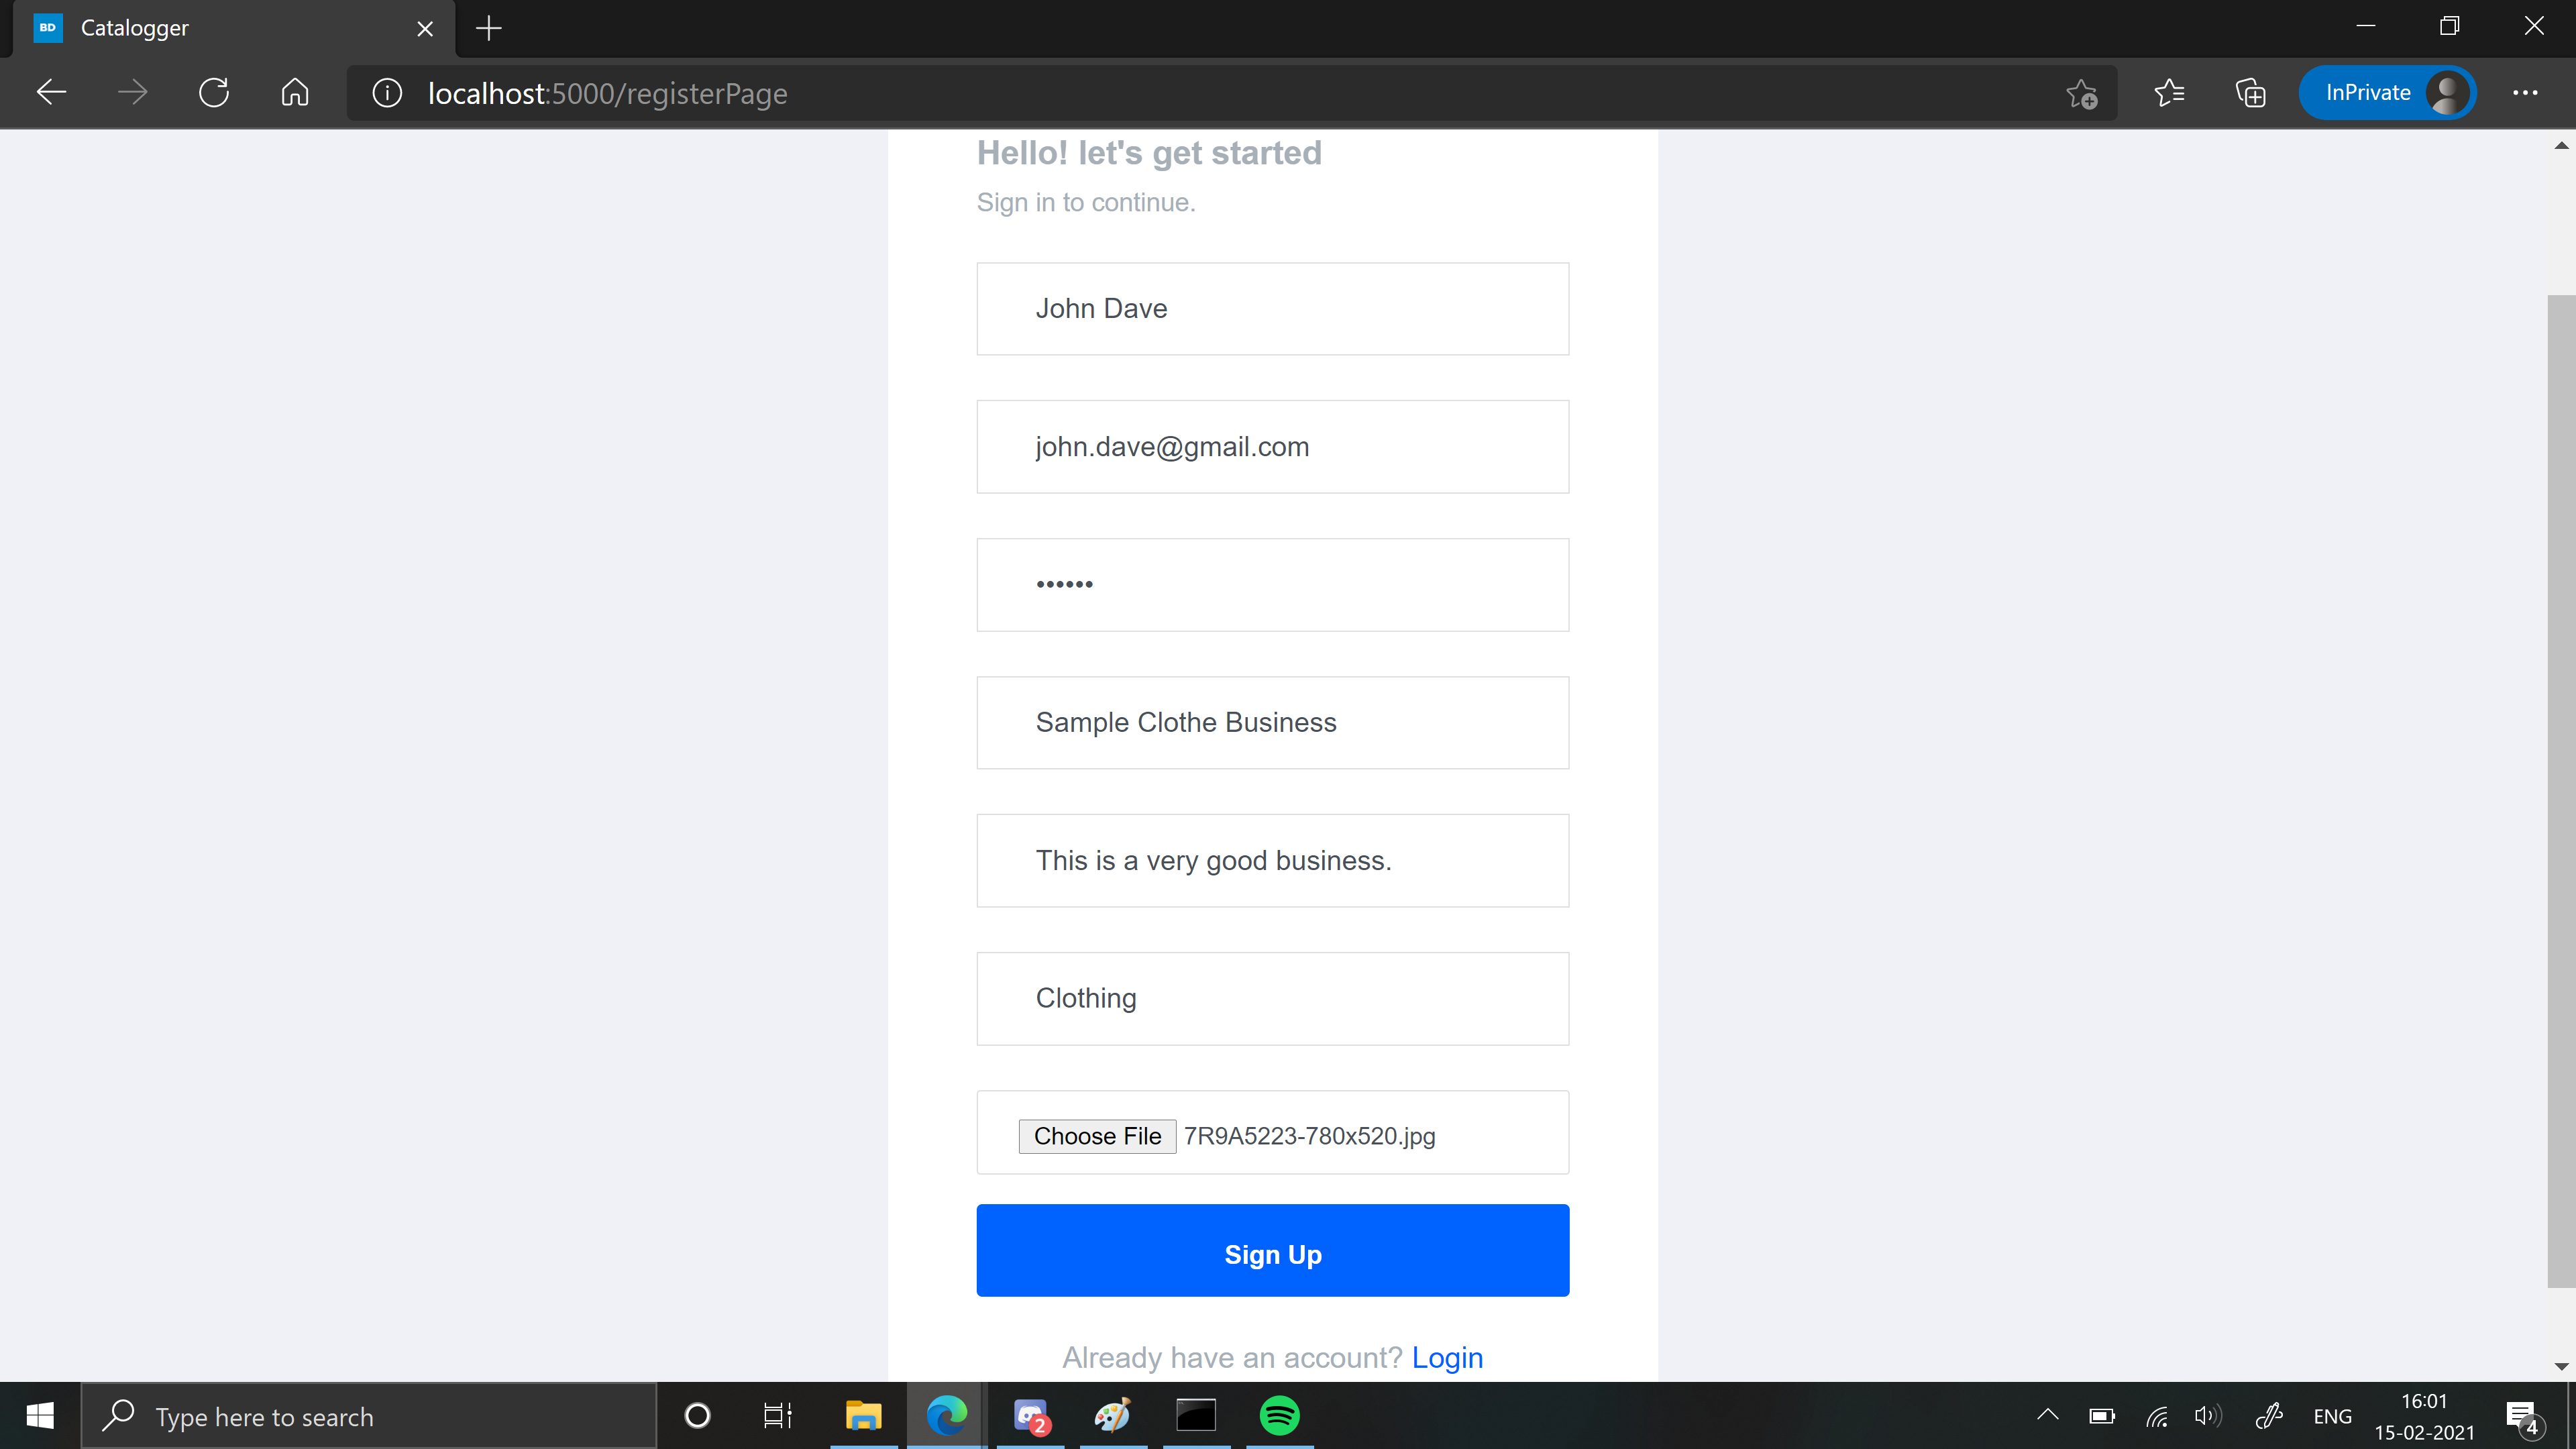 BD Catalogger
localhost:5000/registerPage
InPrivate
Hello! let's get started
Sign in to continue.
John Dave
john.dave@gmail.com
••••••
Sample Clothe Business
This is a very good business.
Clothing
Choose File 7R9A5223-780x520.jpg
Sign Up
Already have an account? Login
Type here to search
2
ENG
16:01
15-02-2021
4